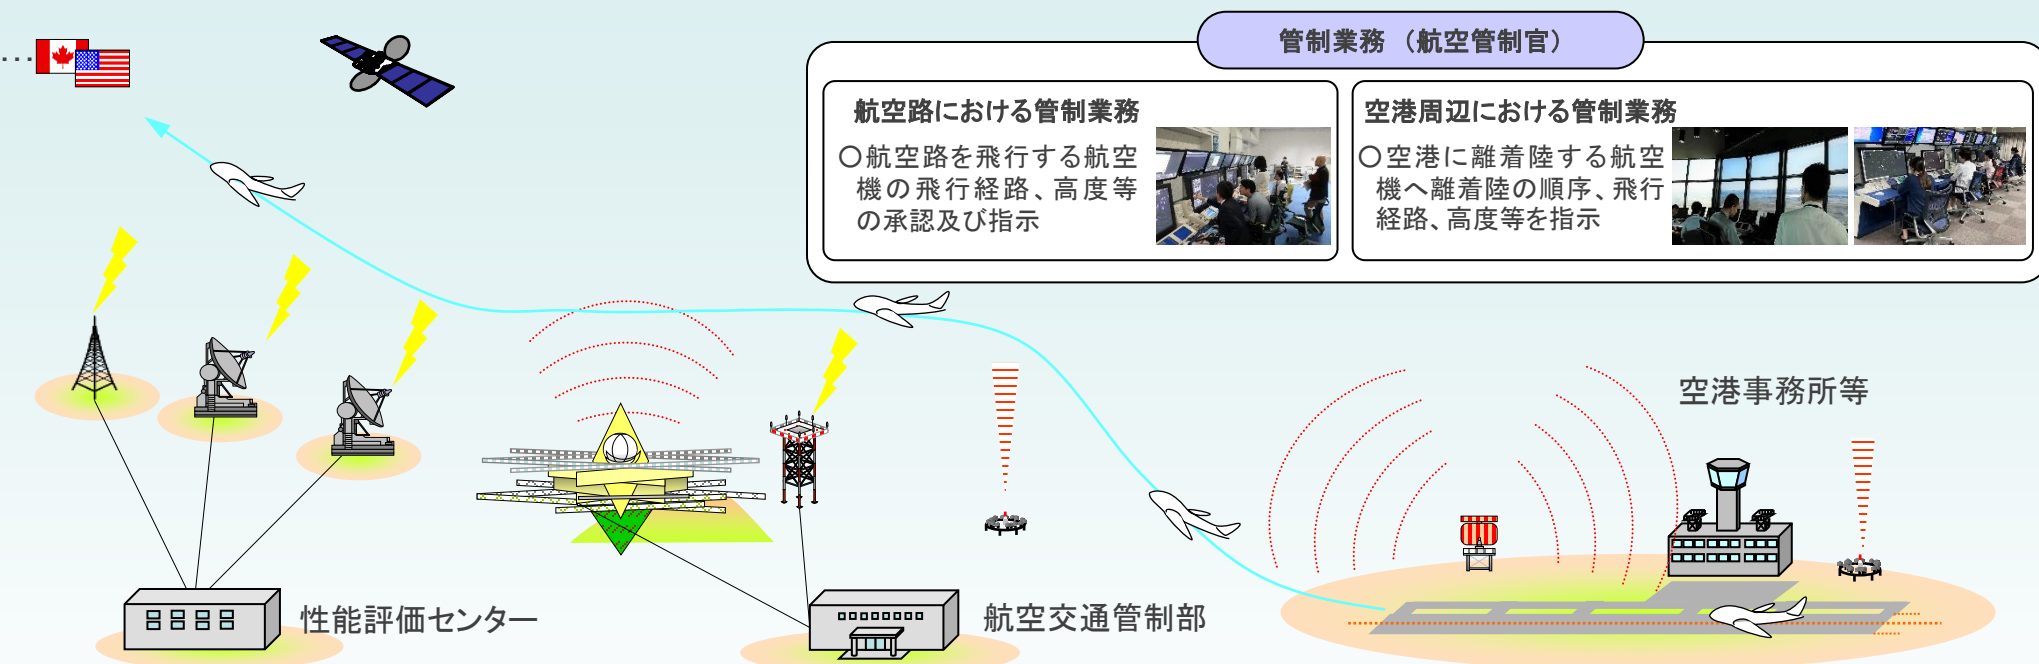 管制業務 (航空管制官)
航空路における管制業務
○航空路を飛行する航空
機の飛行経路、高度等
の承認及び指示
空港周辺における管制業務
○空港に離着陸する航空
機へ離着陸の順序、飛行
経路、高度等を指示
・・・
空港事務所等
性能評価センター
航空交通管制部